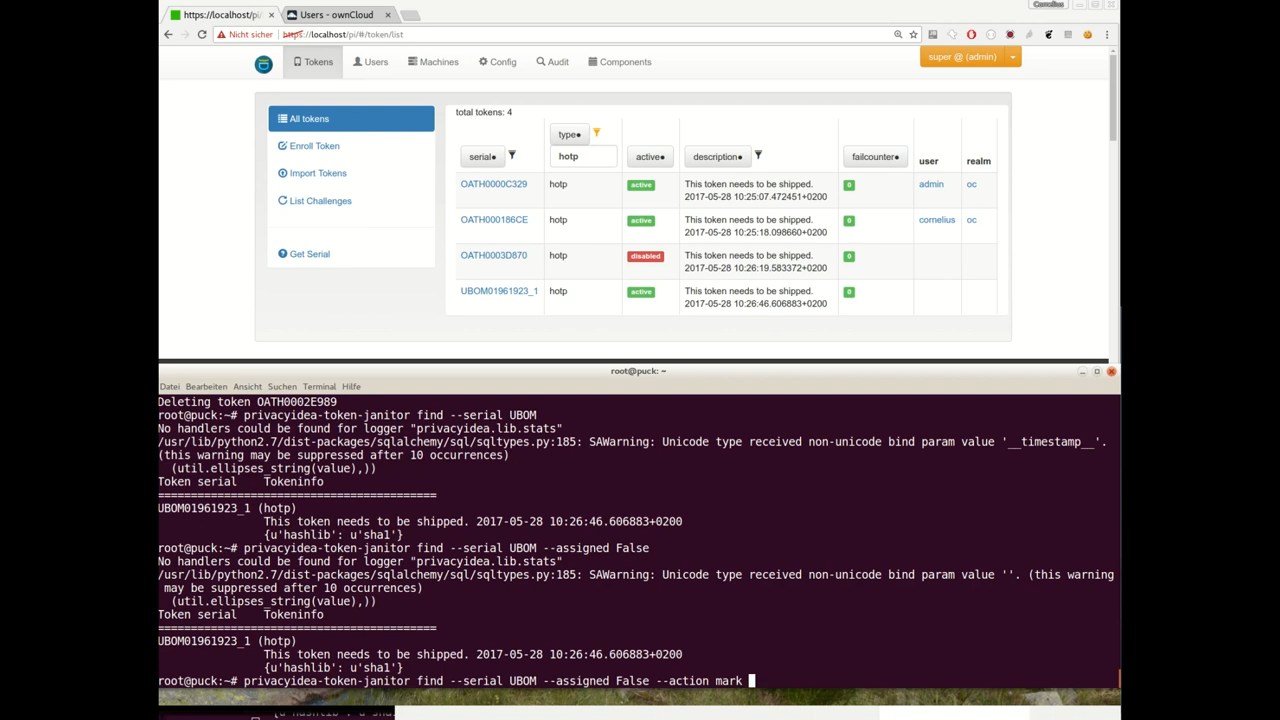 Cornelius
https://localhost/pi/ × Users - ownCloud ×
Nicht sicher https://localhost/pi/#/token/list
Tokens Users Machines Config Audit Components super @ (admin)
All tokens
Enroll Token
Import Tokens
List Challenges
Get Serial
total tokens: 4
serial● type● active● description● failcounter● user realm
hotp
OATH0000C329 hotp active This token needs to be shipped. 0 admin oc
2017-05-28 10:25:07.472451+0200
OATH000186CE hotp active This token needs to be shipped. 0 cornelius oc
2017-05-28 10:25:18.098660+0200
OATH0003D870 hotp disabled This token needs to be shipped. 0
2017-05-28 10:26:19.583372+0200
UBOM01961923_1 hotp active This token needs to be shipped. 0
2017-05-28 10:26:46.606883+0200
root@puck: ~
Datei Bearbeiten Ansicht Suchen Terminal Hilfe
Deleting token OATH0002E989
root@puck:~# privacyidea-token-janitor find --serial UBOM
No handlers could be found for logger "privacyidea.lib.stats"
/usr/lib/python2.7/dist-packages/sqlalchemy/sql/sqltypes.py:185: SAWarning: Unicode type received non-unicode bind param value '__timestamp__'.
(this warning may be suppressed after 10 occurrences)
(util.ellipses_string(value),))
Token serial Tokeninfo
==========================================
UBOM01961923_1 (hotp)
This token needs to be shipped. 2017-05-28 10:26:46.606883+0200
{u'hashlib': u'sha1'}
root@puck:~# privacyidea-token-janitor find --serial UBOM --assigned False
No handlers could be found for logger "privacyidea.lib.stats"
/usr/lib/python2.7/dist-packages/sqlalchemy/sql/sqltypes.py:185: SAWarning: Unicode type received non-unicode bind param value ''. (this warning
may be suppressed after 10 occurrences)
(util.ellipses_string(value),))
Token serial Tokeninfo
==========================================
UBOM01961923_1 (hotp)
This token needs to be shipped. 2017-05-28 10:26:46.606883+0200
{u'hashlib': u'sha1'}
root@puck:~# privacyidea-token-janitor find --serial UBOM --assigned False --action mark